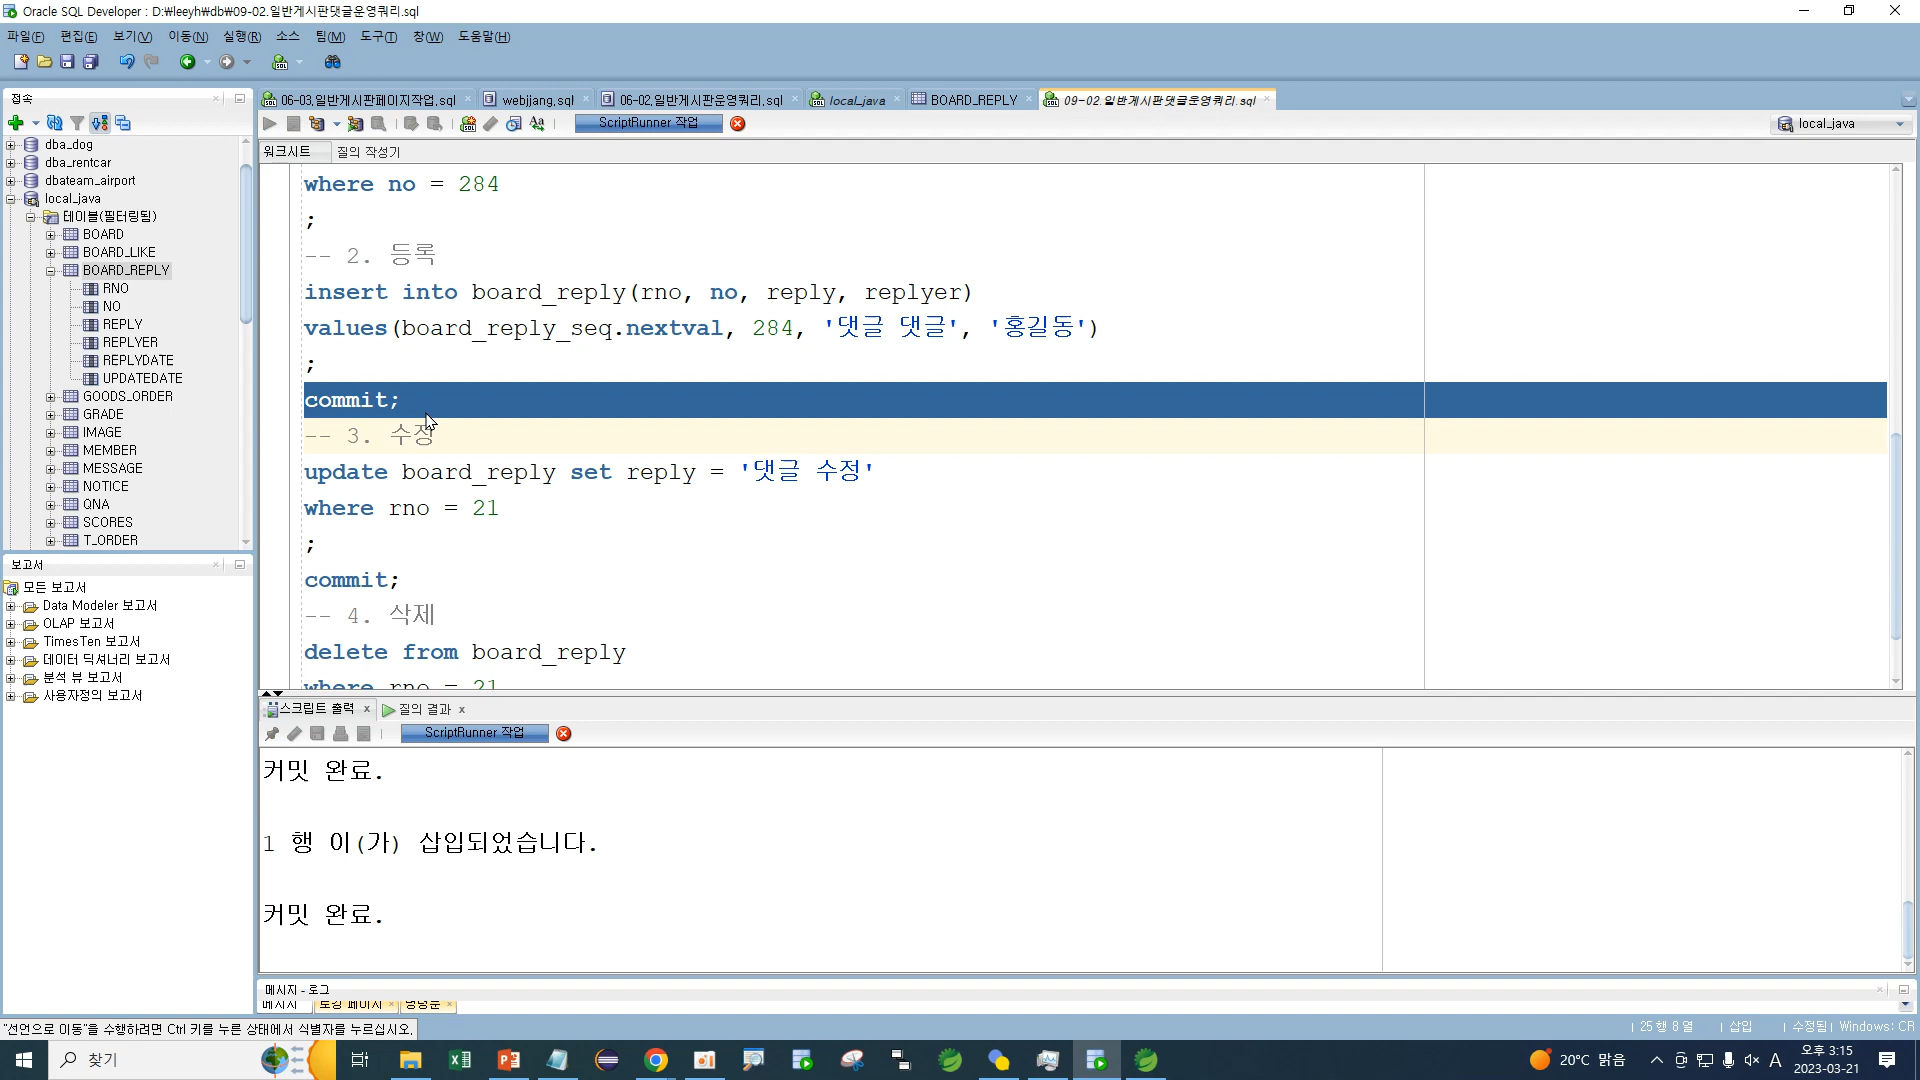 Oracle SQL Developer : D:\leeyh\db\09-02.일반게시판댓글운영쿼리.sql
파일(F) 편집(E) 보기(V) 이동(N) 실행(R) 소스 팀(M) 도구(T) 창(W) 도움말(H)
접속
06-03.일반게시판페이지작업.sql webjjang.sql 06-02.일반게시판운영쿼리.sql local_java BOARD_REPLY 09-02.일반게시판댓글운영쿼리.sql
ScriptRunner 작업 local_java
워크시트 질의 작성기
dba_dog
dba_rentcar
dbateam_airport
local_java
테이블(필터링됨)
BOARD
BOARD_LIKE
BOARD_REPLY
RNO
NO
REPLY
REPLYER
REPLYDATE
UPDATEDATE
GOODS_ORDER
GRADE
IMAGE
MEMBER
MESSAGE
NOTICE
QNA
SCORES
T_ORDER
보고서
모든 보고서
Data Modeler 보고서
OLAP 보고서
TimesTen 보고서
데이터 딕셔너리 보고서
분석 뷰 보고서
사용자정의 보고서
where no = 284
;
-- 2. 등록
insert into board_reply(rno, no, reply, replyer)
values(board_reply_seq.nextval, 284, '댓글 댓글', '홍길동')
;
commit;
-- 3. 수정
update board_reply set reply = '댓글 수정'
where rno = 21
;
commit;
-- 4. 삭제
delete from board_reply
where rno = 21
스크립트 출력 x 질의 결과 x
ScriptRunner 작업
커밋 완료.
1 행 이(가) 삽입되었습니다.
커밋 완료.
메시지 - 로그
메시지 로깅 페이지 명령문
"선언으로 이동"을 수행하려면 Ctrl 키를 누른 상태에서 식별자를 누르십시오.
25 행 8 열 삽입 수정됨 Windows: CR
찾기
20°C 맑음 A 오후 3:15
2023-03-21